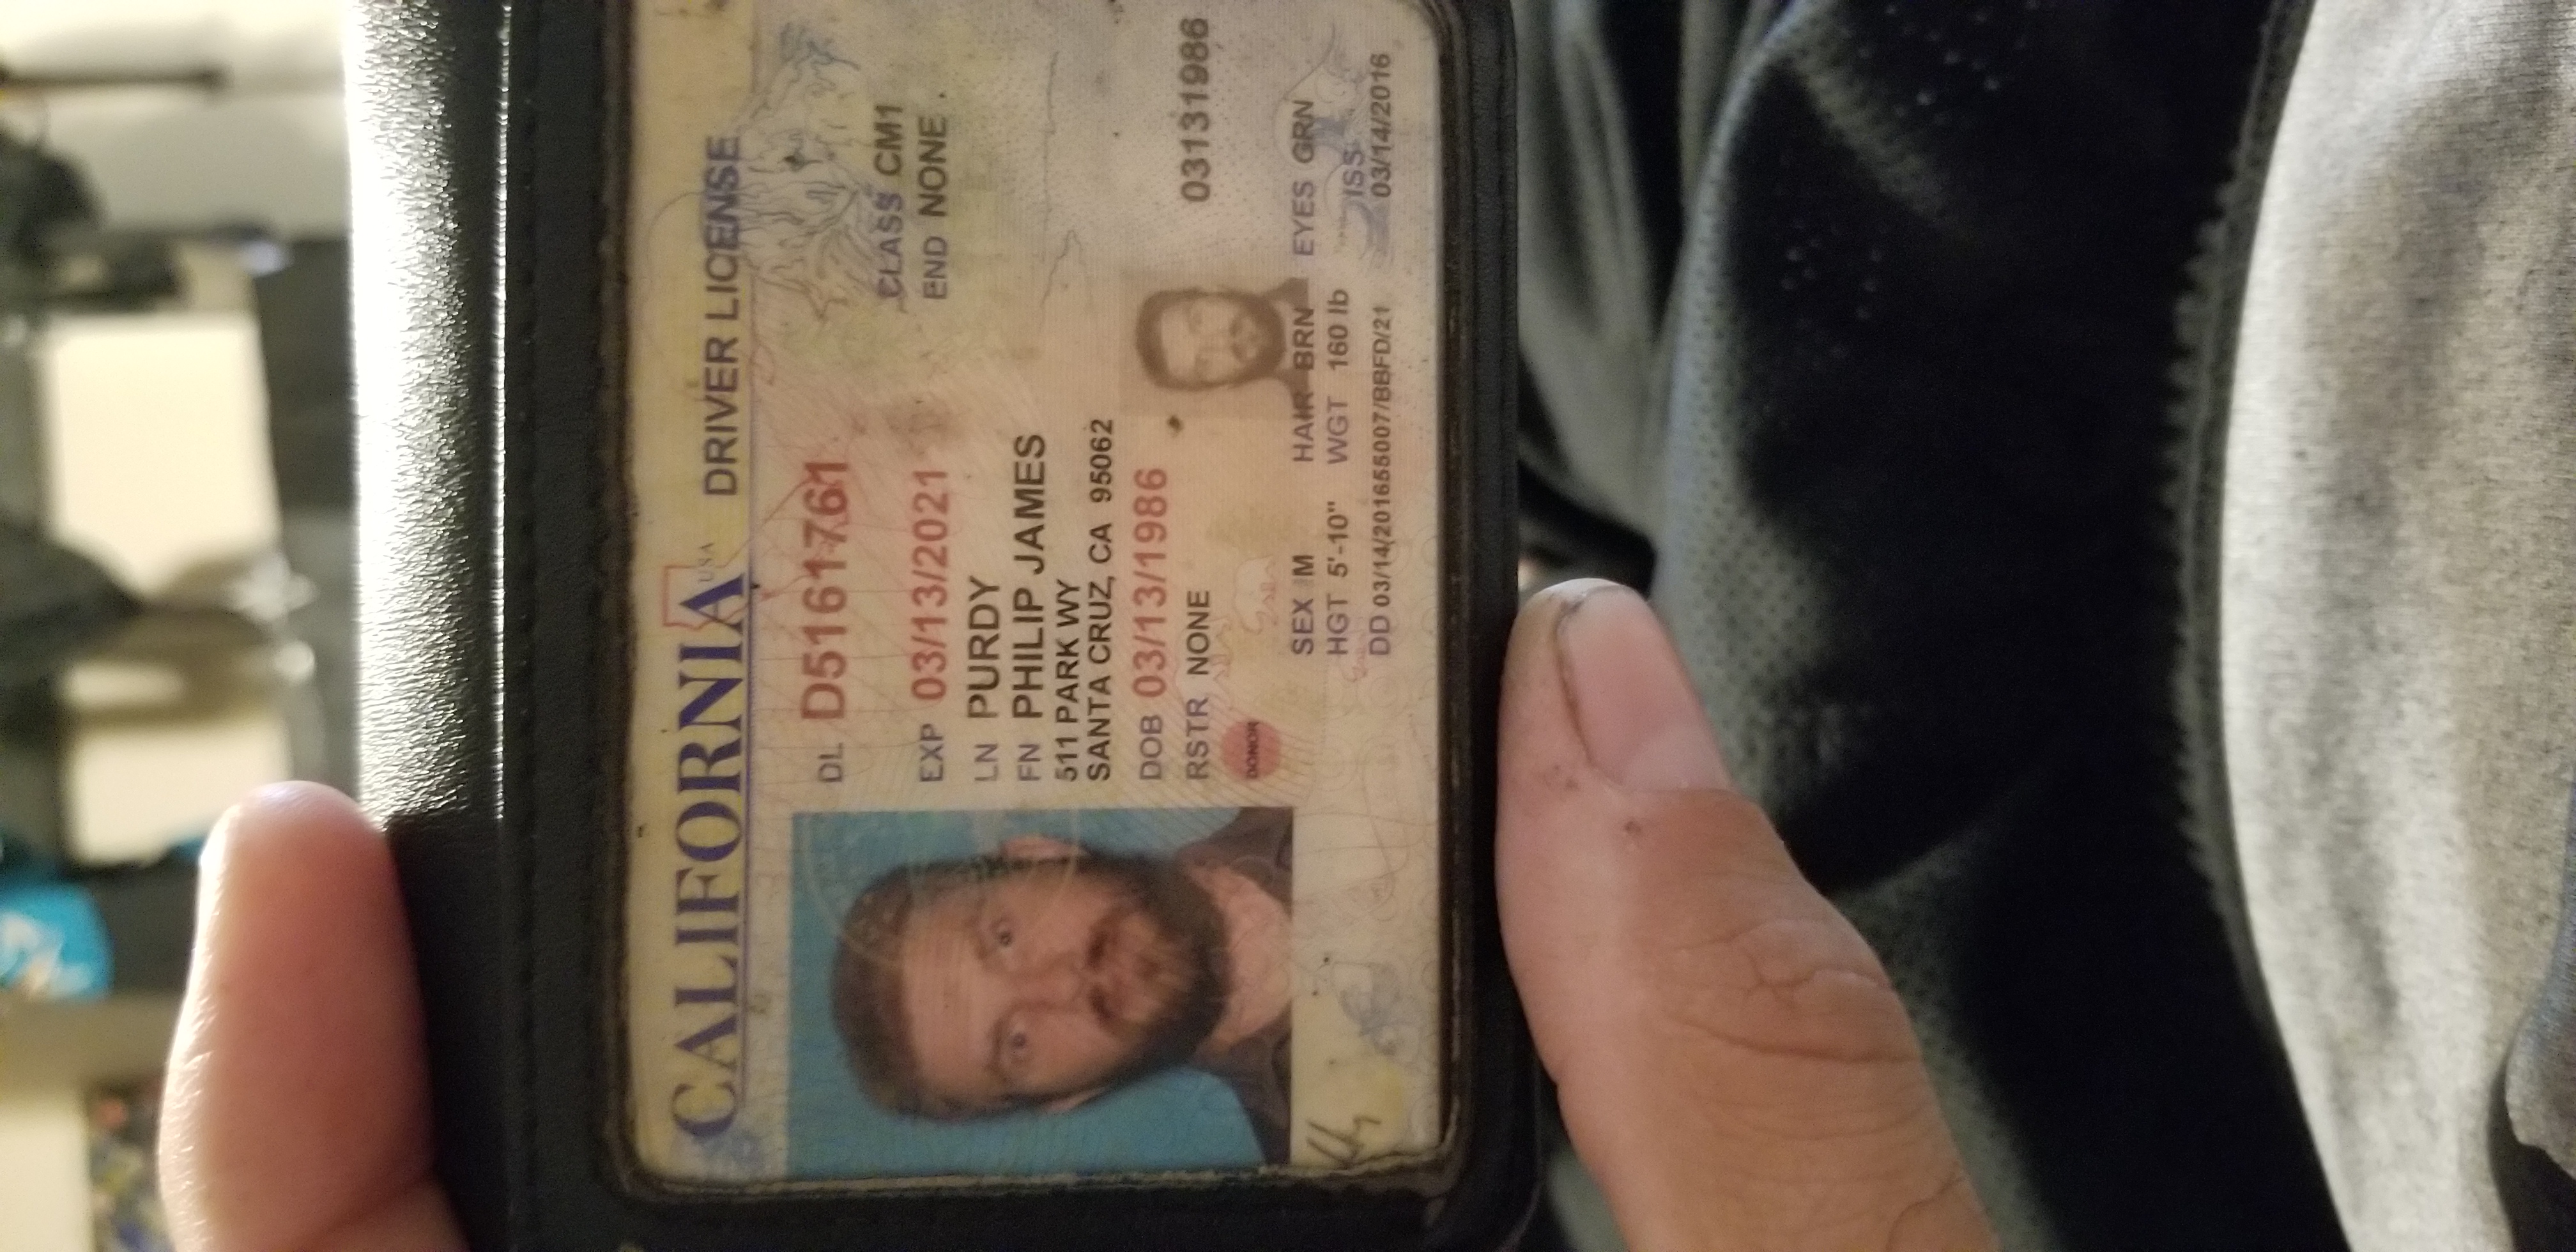 CALIFORNIA USA DRIVER LICENSE
DL D5161761
CLASS CM1
EXP 03/13/2021
END NONE
LN PURDY
FN PHILIP JAMES
511 PARK WY
SANTA CRUZ, CA 95062
DOB 03/13/1986
RSTR NONE
03131986
DONOR
SEX M HAIR BRN EYES GRN
HGT 5'-10" WGT 160 lb
ISS
DD 03/14/201655007/BBFD/21 03/14/2016